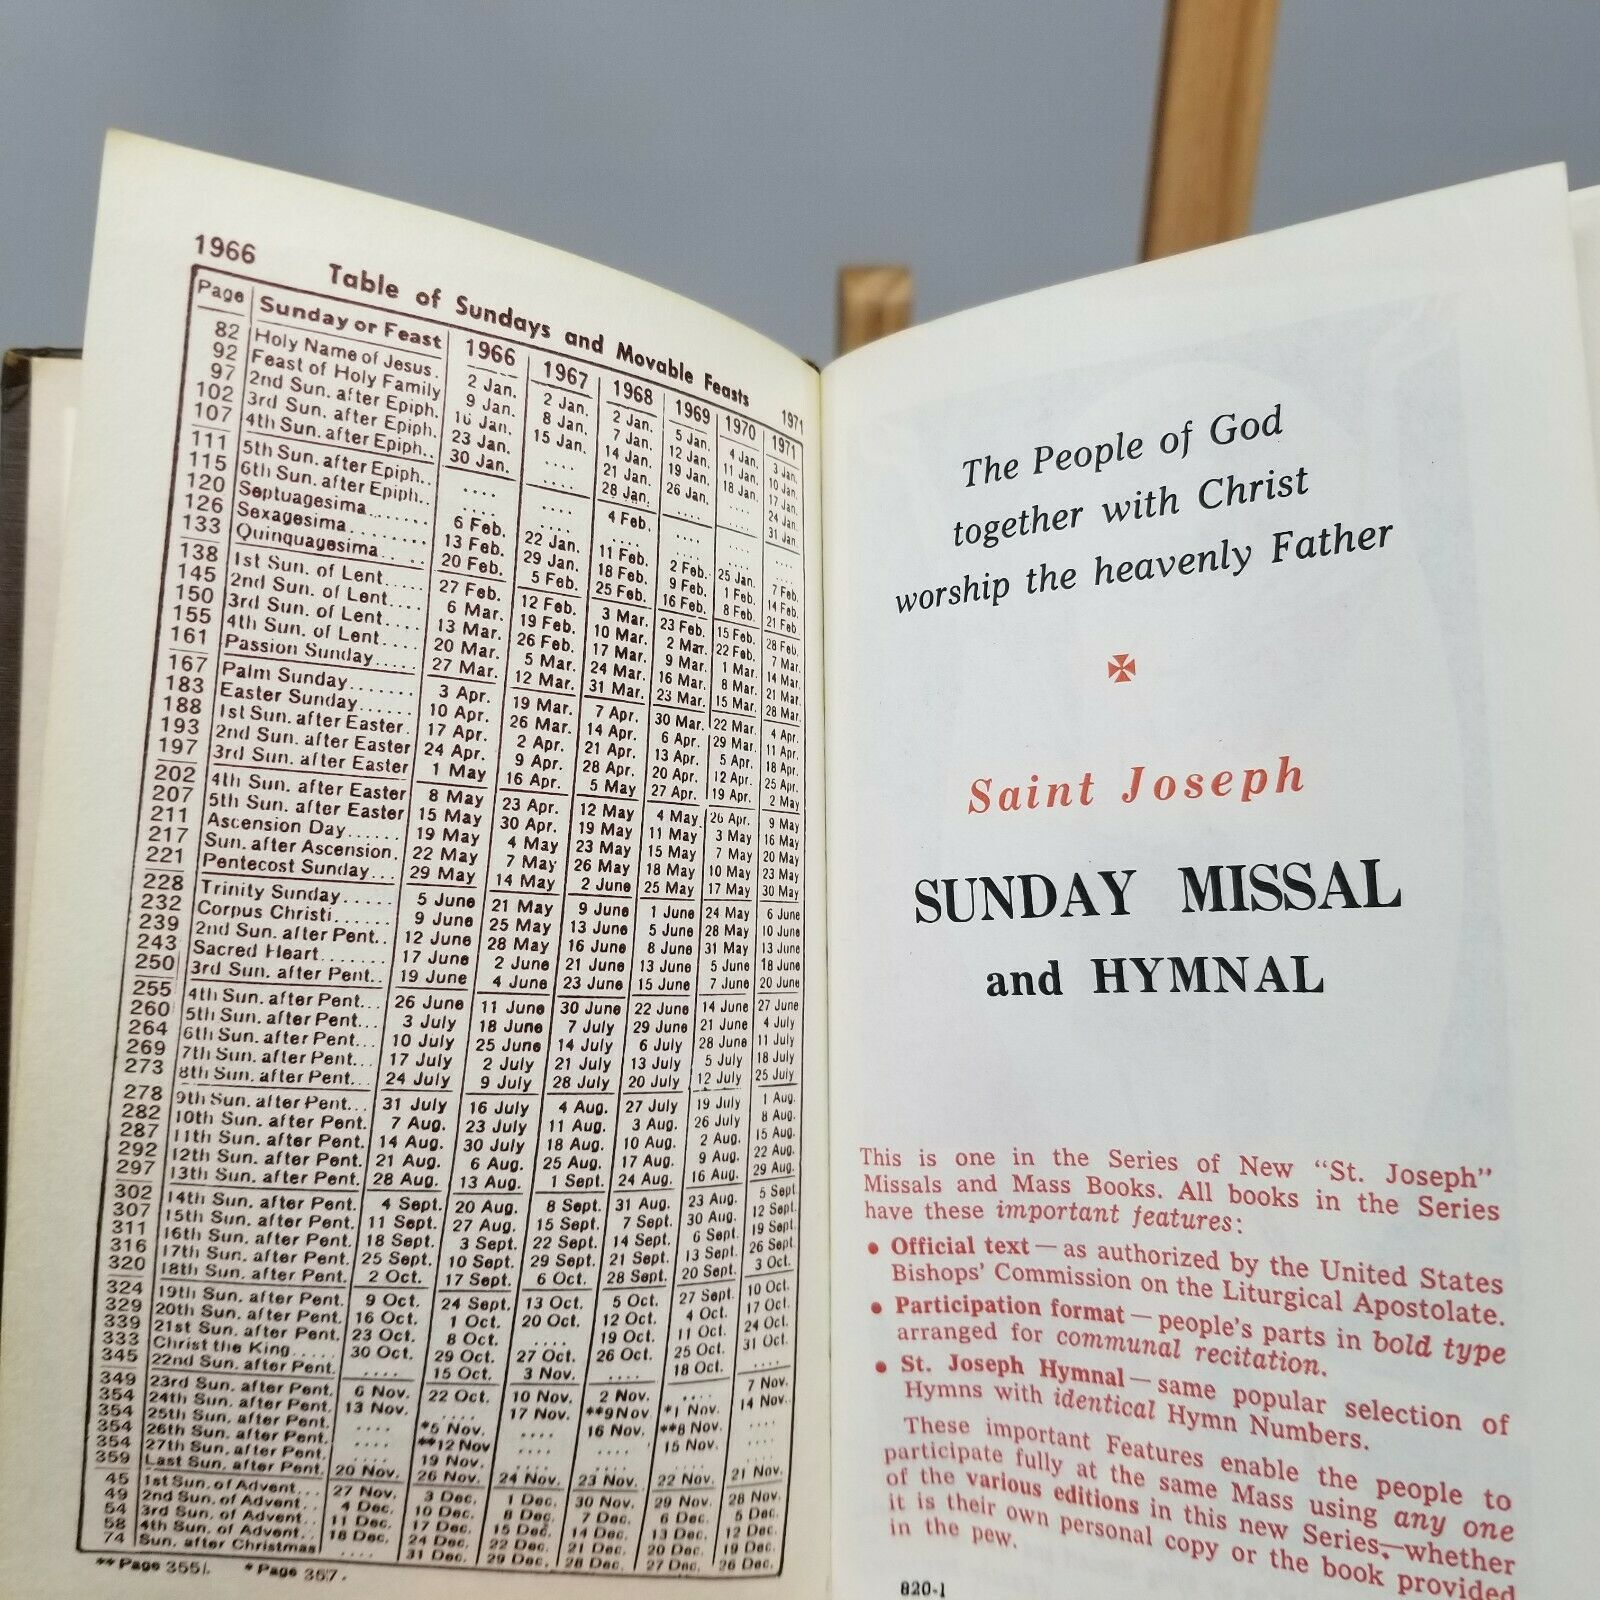 1966 Table of Sundays and Movable Feasts 1971
Page Sunday or Feast 1966 1967 1968 1969 1970 1971
82 Holy Name of Jesus. 2 Jan. 2 Jan. 2 Jan. 5 Jan. 4 Jan. 3 Jan.
92 Feast of Holy Family 9 Jan. 8 Jan. 7 Jan. 12 Jan. 11 Jan. 10 Jan.
97 2nd Sun. after Epiph. 16 Jan. 15 Jan. 14 Jan. 19 Jan. 18 Jan. 17 Jan.
102 3rd Sun. after Epiph. 23 Jan. .... 21 Jan. 26 Jan. .... 24 Jan.
107 4th Sun. after Epiph.. 30 Jan. .... 28 Jan. .... .... 31 Jan.
111 5th Sun. after Epiph.. .... .... 4 Feb. .... .... ....
115 6th Sun. after Epiph.. .... .... .... .... .... ....
120 Septuagesima....... 6 Feb. 22 Jan. 11 Feb. 2 Feb. 25 Jan. 7 Feb.
126 Sexagesima......... 13 Feb. 29 Jan. 18 Feb. 9 Feb. 1 Feb. 14 Feb.
133 Quinquagesima.... 20 Feb. 5 Feb. 25 Feb. 16 Feb. 8 Feb. 21 Feb.
138 1st Sun. of Lent.... 27 Feb. 12 Feb. 3 Mar. 23 Feb. 15 Feb. 28 Feb.
145 2nd Sun. of Lent.... 6 Mar. 19 Feb. 10 Mar. 2 Mar. 22 Feb. 7 Mar.
150 3rd Sun. of Lent.... 13 Mar. 26 Feb. 17 Mar. 9 Mar. 1 Mar. 14 Mar.
155 4th Sun. of Lent.... 20 Mar. 5 Mar. 24 Mar. 16 Mar. 8 Mar. 21 Mar.
161 Passion Sunday..... 27 Mar. 12 Mar. 31 Mar. 23 Mar. 15 Mar. 28 Mar.
167 Palm Sunday....... 3 Apr. 19 Mar. 7 Apr. 30 Mar. 22 Mar. 4 Apr.
183 Easter Sunday...... 10 Apr. 26 Mar. 14 Apr. 6 Apr. 29 Mar. 11 Apr.
188 1st Sun. after Easter. 17 Apr. 2 Apr. 21 Apr. 13 Apr. 5 Apr. 18 Apr.
193 2nd Sun. after Easter 24 Apr. 9 Apr. 28 Apr. 20 Apr. 12 Apr. 25 Apr.
197 3rd Sun. after Easter 1 May 16 Apr. 5 May 27 Apr. 19 Apr. 2 May
202 4th Sun. after Easter 8 May 23 Apr. 12 May 4 May 26 Apr. 9 May
207 5th Sun. after Easter 15 May 30 Apr. 19 May 11 May 3 May 16 May
211 Ascension Day...... 19 May 4 May 23 May 15 May 7 May 20 May
217 Sun. after Ascension. 22 May 7 May 26 May 18 May 10 May 23 May
221 Pentecost Sunday... 29 May 14 May 2 June 25 May 17 May 30 May
228 Trinity Sunday..... 5 June 21 May 9 June 1 June 24 May 6 June
232 Corpus Christi...... 9 June 25 May 13 June 5 June 28 May 10 June
239 2nd Sun. after Pent.. 12 June 28 May 16 June 8 June 31 May 13 June
243 Sacred Heart....... 17 June 2 June 21 June 13 June 5 June 18 June
250 3rd Sun. after Pent.. 19 June 4 June 23 June 15 June 7 June 20 June
255 4th Sun. after Pent... 26 June 11 June 30 June 22 June 14 June 27 June
260 5th Sun. after Pent... 3 July 18 June 7 July 29 June 21 June 4 July
264 6th Sun. after Pent... 10 July 25 June 14 July 6 July 28 June 11 July
269 7th Sun. after Pent... 17 July 2 July 21 July 13 July 5 July 18 July
273 8th Sun. after Pent... 24 July 9 July 28 July 20 July 12 July 25 July
278 9th Sun. after Pent... 31 July 16 July 4 Aug. 27 July 19 July 1 Aug.
282 10th Sun. after Pent. 7 Aug. 23 July 11 Aug. 3 Aug. 26 July 8 Aug.
287 11th Sun. after Pent. 14 Aug. 30 July 18 Aug. 10 Aug. 2 Aug. 15 Aug.
292 12th Sun. after Pent. 21 Aug. 6 Aug. 25 Aug. 17 Aug. 9 Aug. 22 Aug.
297 13th Sun. after Pent. 28 Aug. 13 Aug. 1 Sept. 24 Aug. 16 Aug. 29 Aug.
302 14th Sun. after Pent. 4 Sept. 20 Aug. 8 Sept. 31 Aug. 23 Aug. 5 Sept.
307 15th Sun. after Pent. 11 Sept. 27 Aug. 15 Sept. 7 Sept. 30 Aug. 12 Sept.
311 16th Sun. after Pent. 18 Sept. 3 Sept. 22 Sept. 14 Sept. 6 Sept. 19 Sept.
316 17th Sun. after Pent. 25 Sept. 10 Sept. 29 Sept. 21 Sept. 13 Sept. 26 Sept.
320 18th Sun. after Pent. 2 Oct. 17 Sept. 6 Oct. 28 Sept. 20 Sept. 3 Oct.
324 19th Sun. after Pent. 9 Oct. 24 Sept. 13 Oct. 5 Oct. 27 Sept. 10 Oct.
329 20th Sun. after Pent. 16 Oct. 1 Oct. 20 Oct. 12 Oct. 4 Oct. 17 Oct.
339 21st Sun. after Pent. 23 Oct. 8 Oct. .... 19 Oct. 11 Oct. 24 Oct.
333 Christ the King..... 30 Oct. 29 Oct. 27 Oct. 26 Oct. 25 Oct. 31 Oct.
345 22nd Sun. after Pent. .... 15 Oct. 3 Nov. .... 18 Oct. ....
349 23rd Sun. after Pent. 6 Nov. 22 Oct. 10 Nov. 2 Nov. .... 7 Nov.
354 24th Sun. after Pent. 13 Nov. .... 17 Nov. **9 Nov *1 Nov. 14 Nov.
354 25th Sun. after Pent. .... *5 Nov. .... 16 Nov. **8 Nov. ....
354 26th Sun. after Pent. .... **12 Nov .... .... 15 Nov. ....
354 27th Sun. after Pent. .... 19 Nov. .... .... .... ....
359 Last Sun. after Pent. 20 Nov. 26 Nov. 24 Nov. 23 Nov. 22 Nov. 21 Nov.
45 1st Sun. of Advent... 27 Nov. 3 Dec. 1 Dec. 30 Nov. 29 Nov. 28 Nov.
49 2nd Sun. of Advent.. 4 Dec. 10 Dec. 8 Dec. 7 Dec. 6 Dec. 5 Dec.
54 3rd Sun. of Advent.. 11 Dec. 17 Dec. 15 Dec. 14 Dec. 13 Dec. 12 Dec.
58 4th Sun. of Advent.. 18 Dec. 24 Dec. 22 Dec. 21 Dec. 20 Dec. 19 Dec.
74 Sun. after Christmas .... 31 Dec. 29 Dec. 28 Dec. 27 Dec. 26 Dec.
** Page 355. * Page 357.
The People of God
together with Christ
worship the heavenly Father
Saint Joseph
SUNDAY MISSAL
and HYMNAL
This is one in the Series of New "St. Joseph"
Missals and Mass Books. All books in the Series
have these important features:
• Official text — as authorized by the United States
Bishops' Commission on the Liturgical Apostolate.
• Participation format — people's parts in bold type
arranged for communal recitation.
• St. Joseph Hymnal — same popular selection of
Hymns with identical Hymn Numbers.
These important Features enable the people to
participate fully at the same Mass using any one
of the various editions in this new Series,—whether
it is their own personal copy or the book provided
in the pew.
820-1